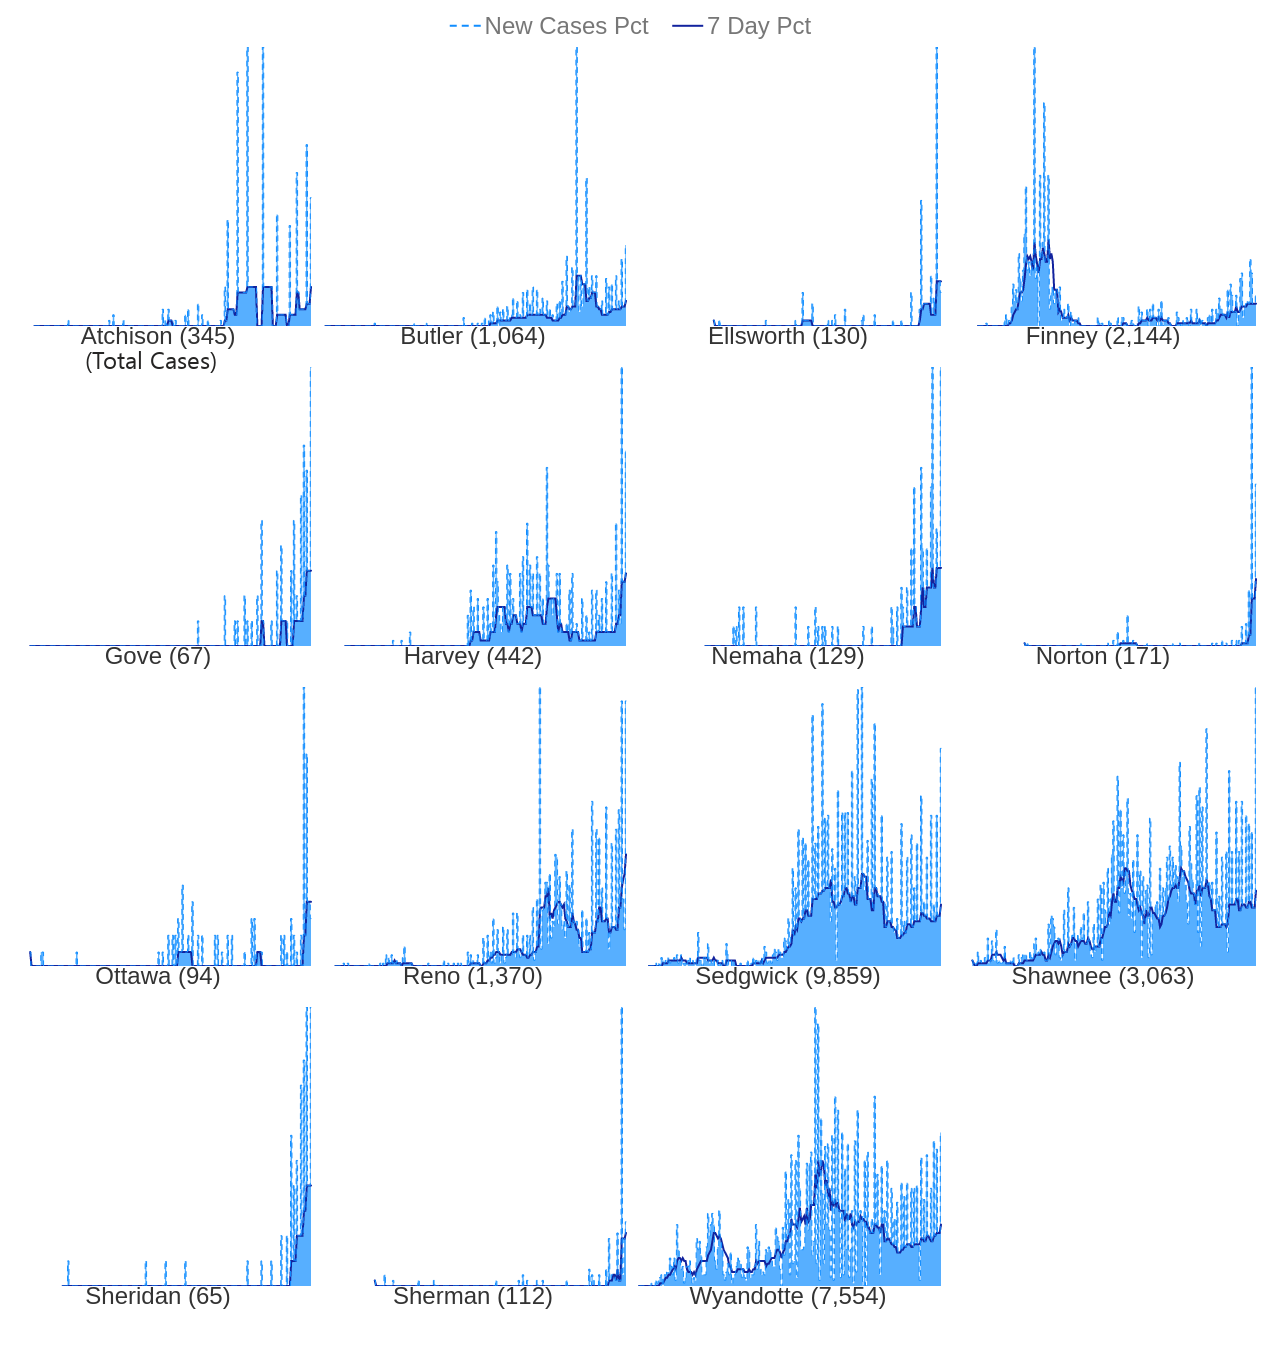 New Cases Pct 7 Day Pct
Atchison (345) Butler (1,064) Ellsworth (130) Finney (2,144)
(Total Cases)
Gove (67) Harvey (442) Nemaha (129) Norton (171)
Ottawa (94) Reno (1,370) Sedgwick (9,859) Shawnee (3,063)
Sheridan (65) Sherman (112) Wyandotte (7,554)